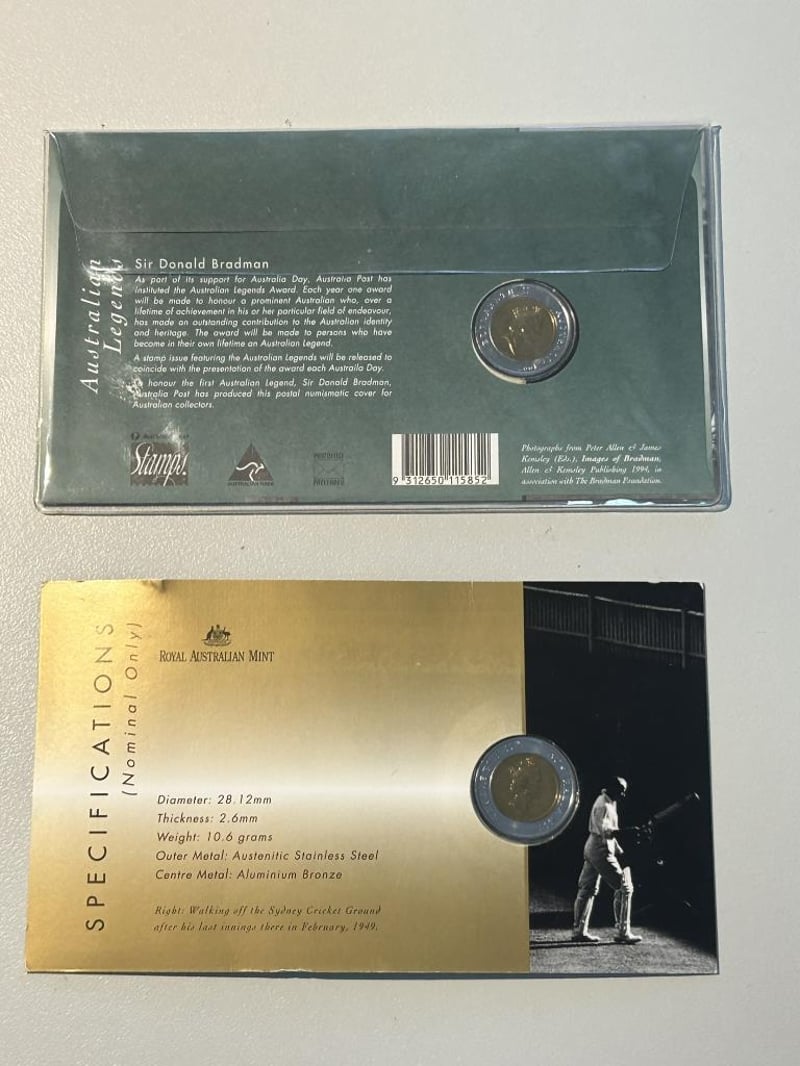 Australian
Legends
Sir Donald Bradman
As part of its support for Australia Day, Australia Post has
instituted the Australian Legends Award. Each year one award
will be made to honour a prominent Australian who, over a
lifetime of achievement in his or her particular field of endeavour,
has made an outstanding contribution to the Australian identity
and heritage. The award will be made to persons who have
become in their own lifetime an Australian Legend.
A stamp issue featuring the Australian Legends will be released to
coincide with the presentation of the award each Austraila Day.
To honour the first Australian Legend, Sir Donald Bradman,
Australia Post has produced this postal numismatic cover for
Australian collectors.
Stamps!
AUSTRALIAN MADE
9 312650 115852
Photographs from Peter Allen & James
Kemsley (Eds.), Images of Bradman,
Allen & Kemsley Publishing 1994, in
association with The Bradman Foundation.
SPECIFICATIONS
(Nominal Only)
ROYAL AUSTRALIAN MINT
Diameter: 28.12mm
Thickness: 2.6mm
Weight: 10.6 grams
Outer Metal: Austenitic Stainless Steel
Centre Metal: Aluminium Bronze
Right: Walking off the Sydney Cricket Ground
after his last innings there in February, 1949.